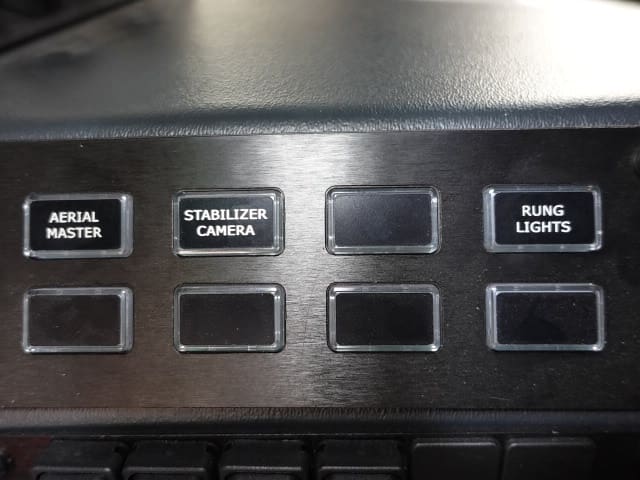 AERIAL
MASTER
STABILIZER
CAMERA
RUNG
LIGHTS